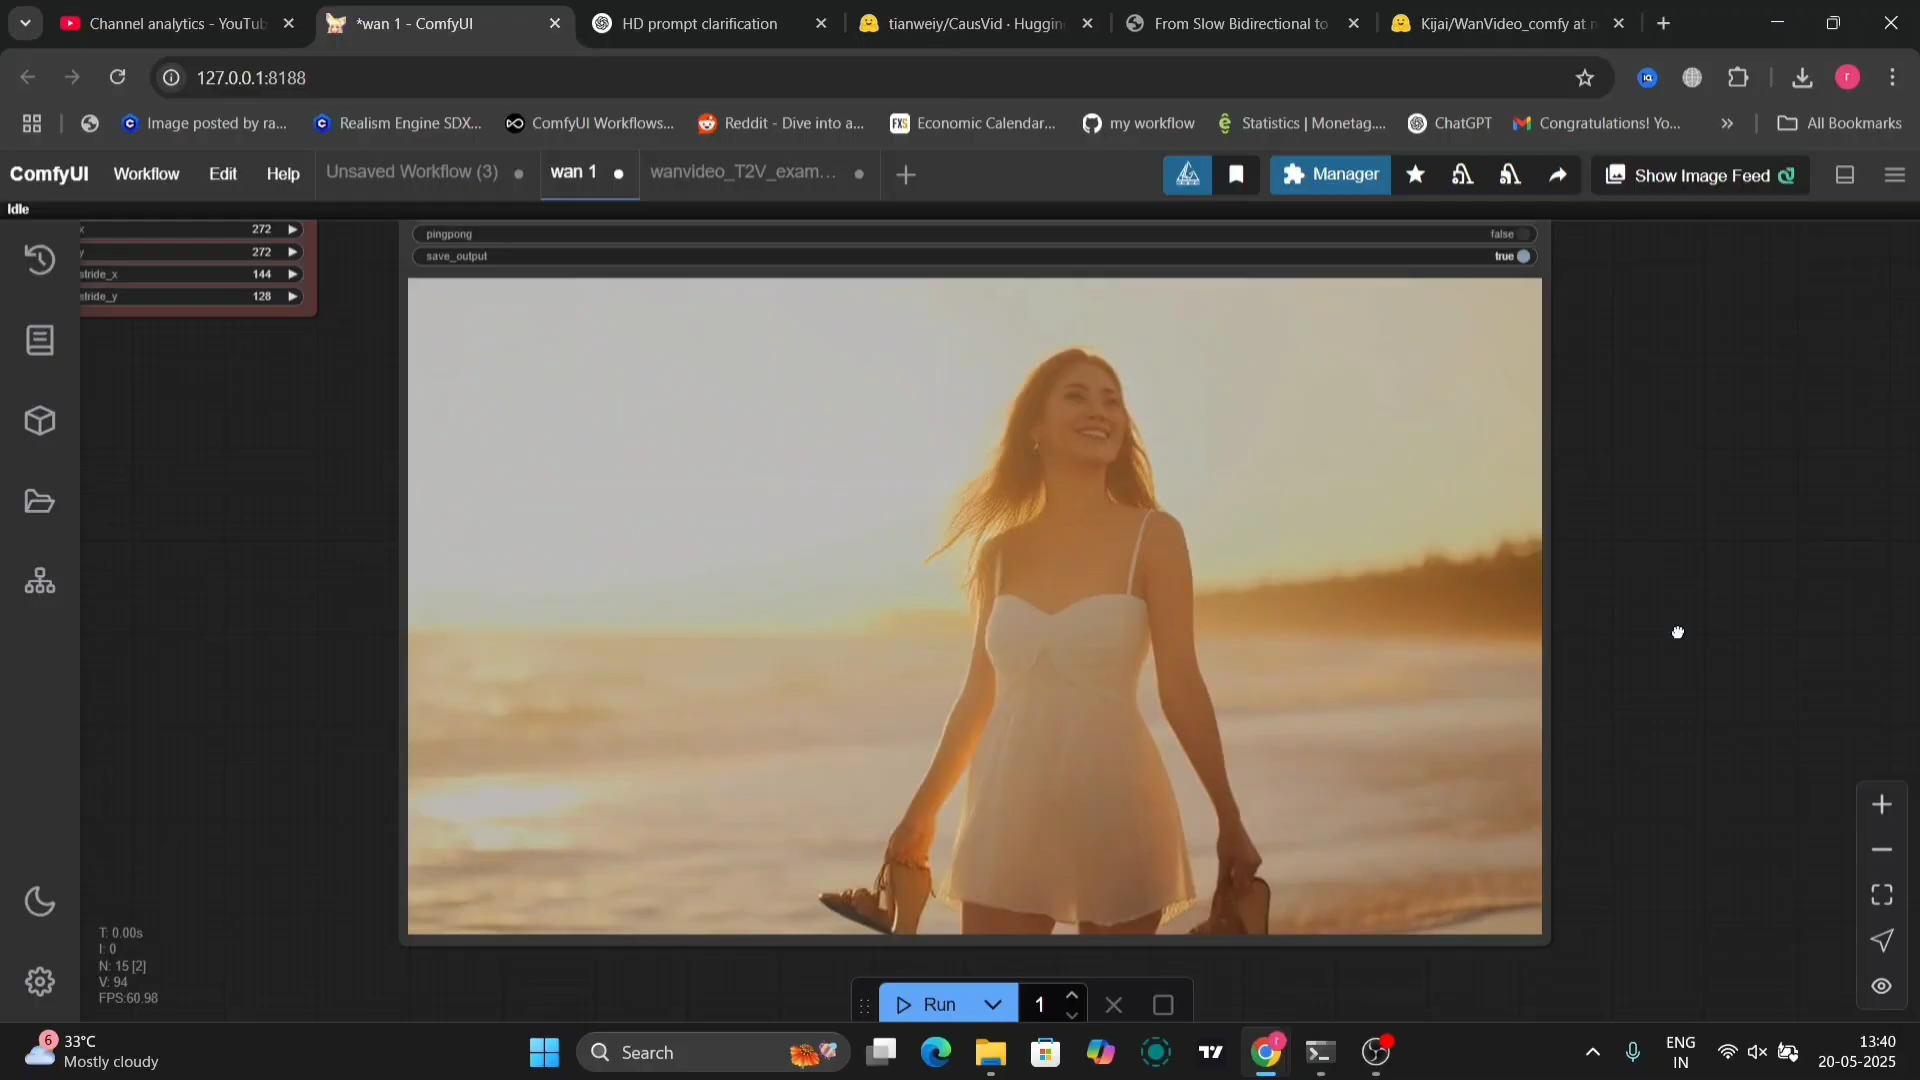 Channel analytics - YouTub
*wan 1 - ComfyUI
HD prompt clarification
tianweiy/CausVid · Huggin
From Slow Bidirectional to
Kijai/WanVideo_comfy at
127.0.0.1:8188
Image posted by ra...
Realism Engine SDX...
ComfyUI Workflows...
Reddit - Dive into a...
Economic Calendar...
my workflow
Statistics | Monetag....
ChatGPT
Congratulations! Yo...
All Bookmarks
ComfyUI
Workflow
Edit
Help
Unsaved Workflow (3)
wan 1
wanvideo_T2V_exam...
Manager
Show Image Feed
Idle
x 272
y 272
stride_x 144
stride_y 128
pingpong false
save_output true
T: 0.00s
I: 0
N: 15 [2]
V: 94
FPS:60.98
Run
1
6
33°C
Mostly cloudy
Search
ENG
IN
13:40
20-05-2025